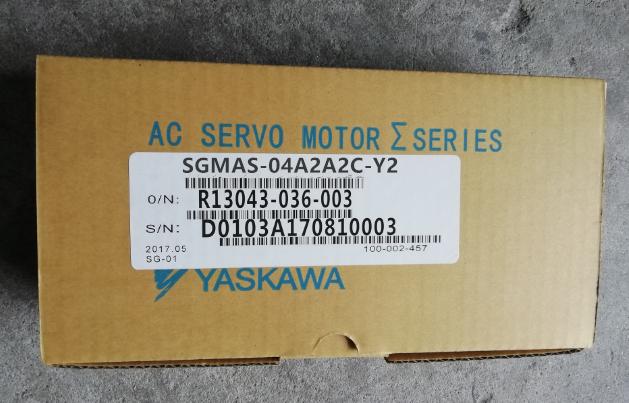 AC SERVO MOTOR Σ SERIES
SGMAS-04A2A2C-Y2
O/N: R13043-036-003
S/N: D0103A170810003
2017.05 100-002-457
SG-01
YASKAWA